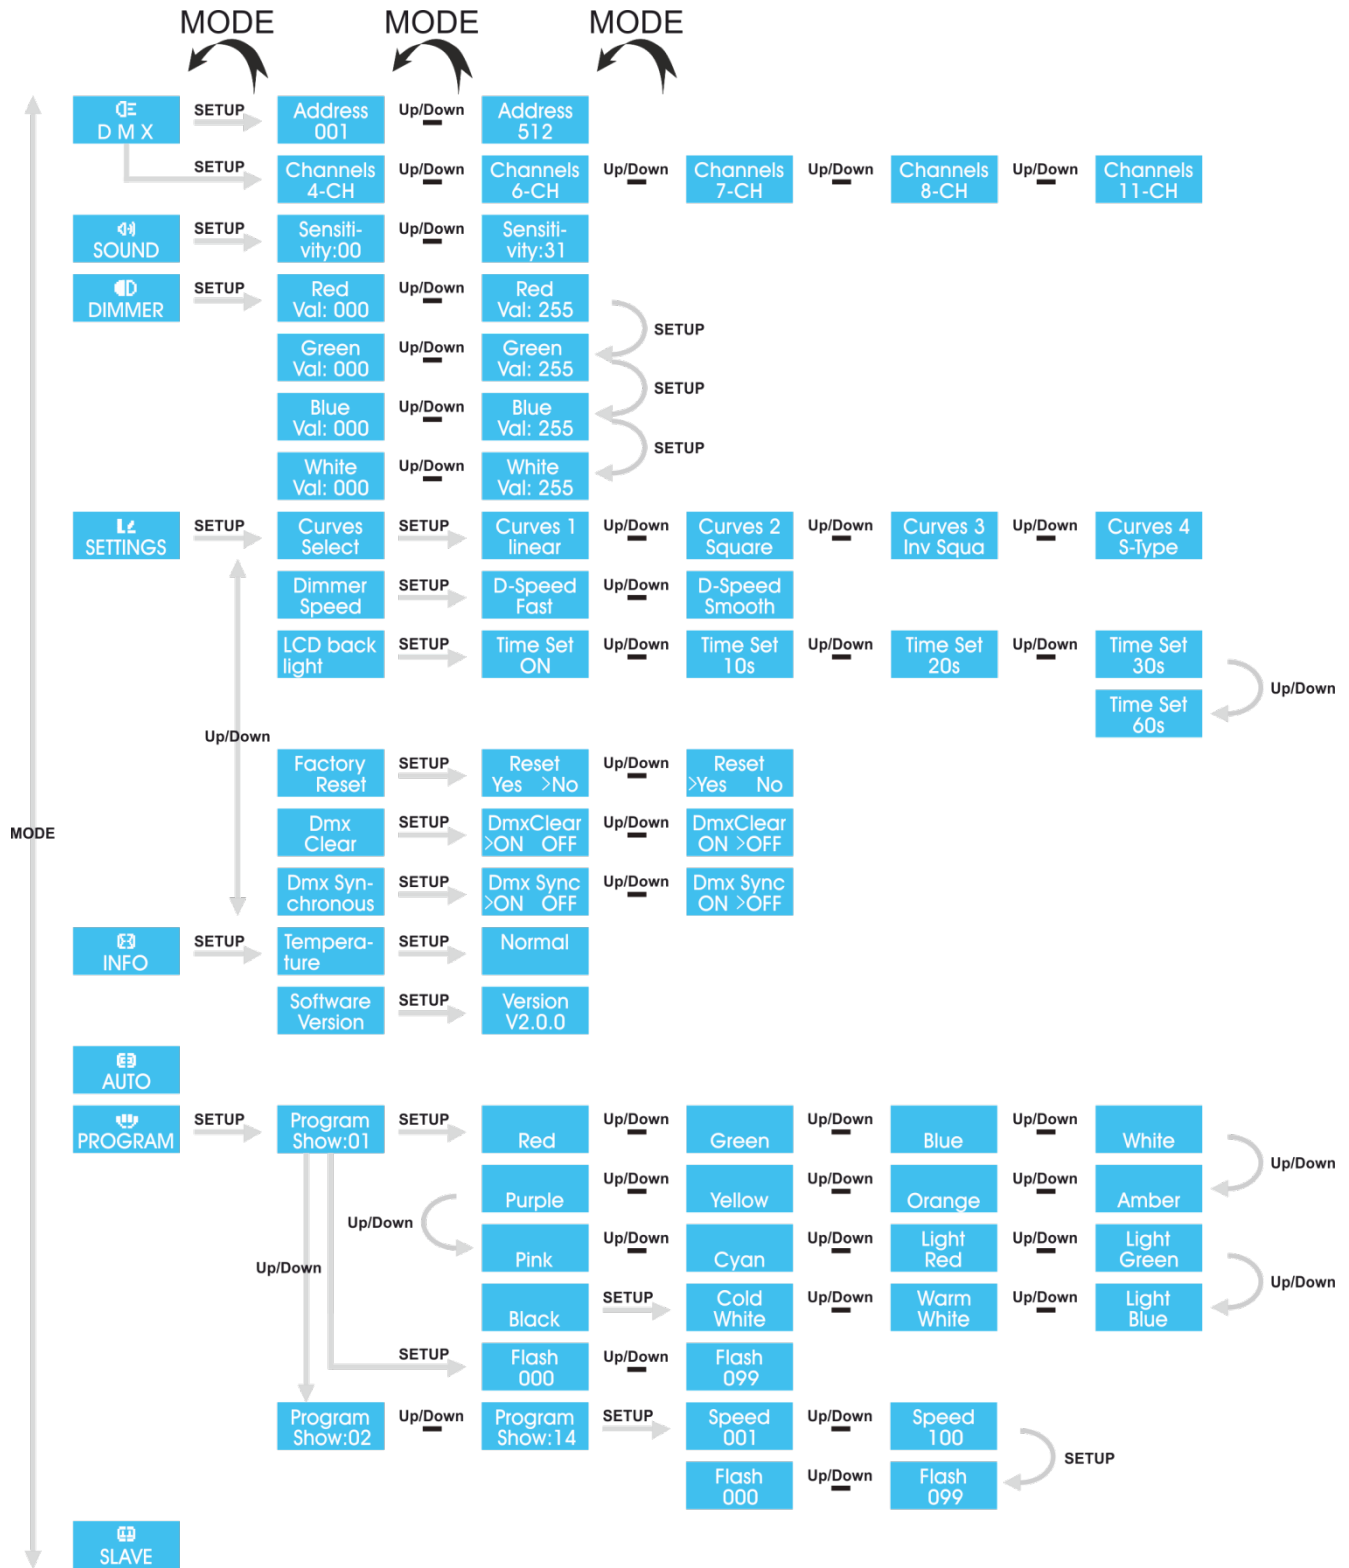 MODE MODE MODE
D M X SETUP Address 001 Up/Down Address 512
SETUP Channels 4-CH Up/Down Channels 6-CH Up/Down Channels 7-CH Up/Down Channels 8-CH Up/Down Channels 11-CH
SOUND SETUP Sensiti-vity:00 Up/Down Sensiti-vity:31
DIMMER SETUP Red Val: 000 Up/Down Red Val: 255
SETUP
Green Val: 000 Up/Down Green Val: 255
SETUP
Blue Val: 000 Up/Down Blue Val: 255
SETUP
White Val: 000 Up/Down White Val: 255
SETTINGS SETUP Curves Select SETUP Curves 1 linear Up/Down Curves 2 Square Up/Down Curves 3 Inv Squa Up/Down Curves 4 S-Type
Dimmer Speed SETUP D-Speed Fast Up/Down D-Speed Smooth
LCD back light SETUP Time Set ON Up/Down Time Set 10s Up/Down Time Set 20s Up/Down Time Set 30s
Up/Down
Time Set 60s
Up/Down
Factory Reset SETUP Reset Yes >No Up/Down Reset >Yes No
MODE
Dmx Clear SETUP DmxClear >ON OFF Up/Down DmxClear ON >OFF
Dmx Syn-chronous SETUP Dmx Sync >ON OFF Up/Down Dmx Sync ON >OFF
INFO SETUP Tempera-ture SETUP Normal
Software Version SETUP Version V2.0.0
AUTO
PROGRAM SETUP Program Show:01 SETUP Red Up/Down Green Up/Down Blue Up/Down White
Up/Down
Purple Up/Down Yellow Up/Down Orange Up/Down Amber
Up/Down
Pink Up/Down Cyan Up/Down Light Red Up/Down Light Green
Up/Down
Up/Down
Black SETUP Cold White Up/Down Warm White Up/Down Light Blue
SETUP Flash 000 Up/Down Flash 099
Program Show:02 Up/Down Program Show:14 SETUP Speed 001 Up/Down Speed 100
SETUP
Flash 000 Up/Down Flash 099
SLAVE